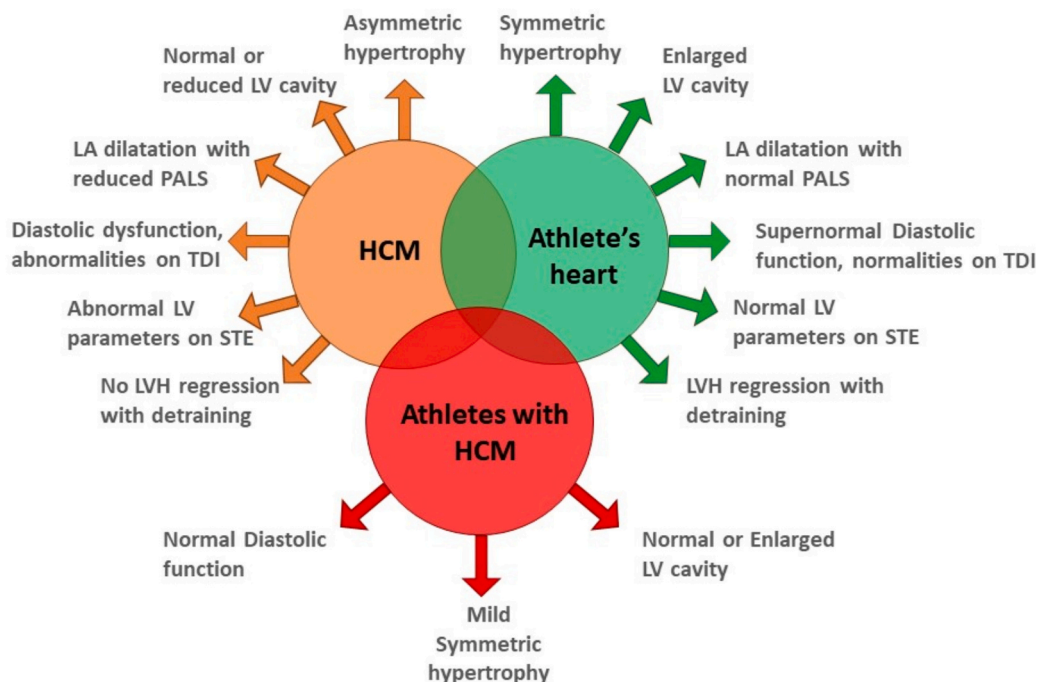 Asymmetric
hypertrophy
Symmetric
hypertrophy
Normal or
reduced LV cavity
Enlarged
LV cavity
LA dilatation with
reduced PALS
LA dilatation with
normal PALS
Diastolic dysfunction,
abnormalities on TDI
HCM
Athlete's
heart
Supernormal Diastolic
function, normalities on TDI
Abnormal LV
parameters on STE
Normal LV
parameters on STE
No LVH regression
with detraining
LVH regression with
detraining
Athletes with
HCM
Normal Diastolic
function
Normal or Enlarged
LV cavity
Mild
Symmetric
hypertrophy